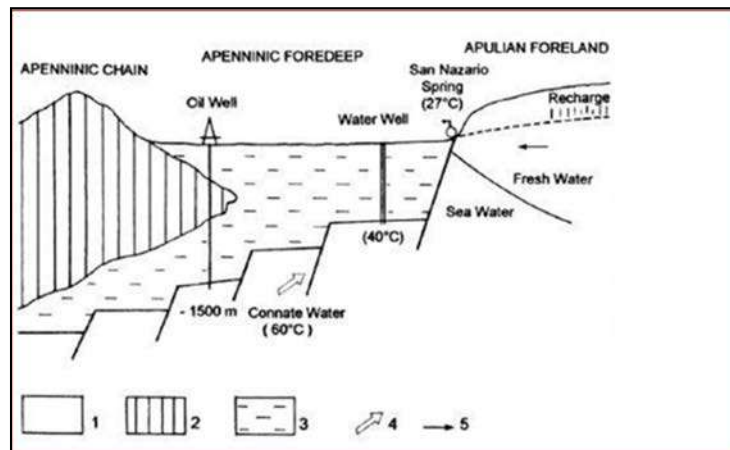 APENNINIC CHAIN
APENNINIC FOREDEEP
APULIAN FORELAND
San Nazario
Spring
(27°C)
Oil Well
Water Well
Recharge
Fresh Water
Sea Water
(40°C)
- 1500 m
Connate Water
( 60°C )
1
2
3
4
5